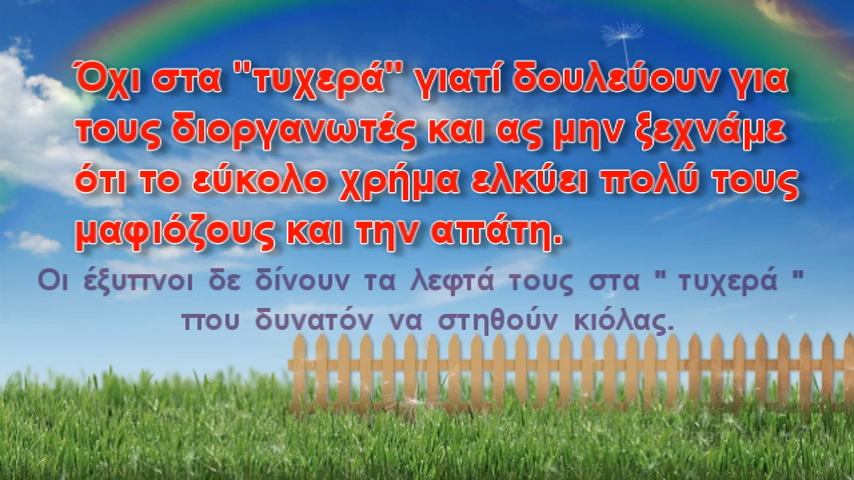 Όχι στα "τυχερά" γιατί δουλεύουν για
τους διοργανωτές και ας μην ξεχνάμε
ότι το εύκολο χρήμα ελκύει πολύ τους
μαφιόζους και την απάτη.
Οι έξυπνοι δε δίνουν τα λεφτά τους στα " τυχερά "
που δυνατόν να στηθούν κιόλας.